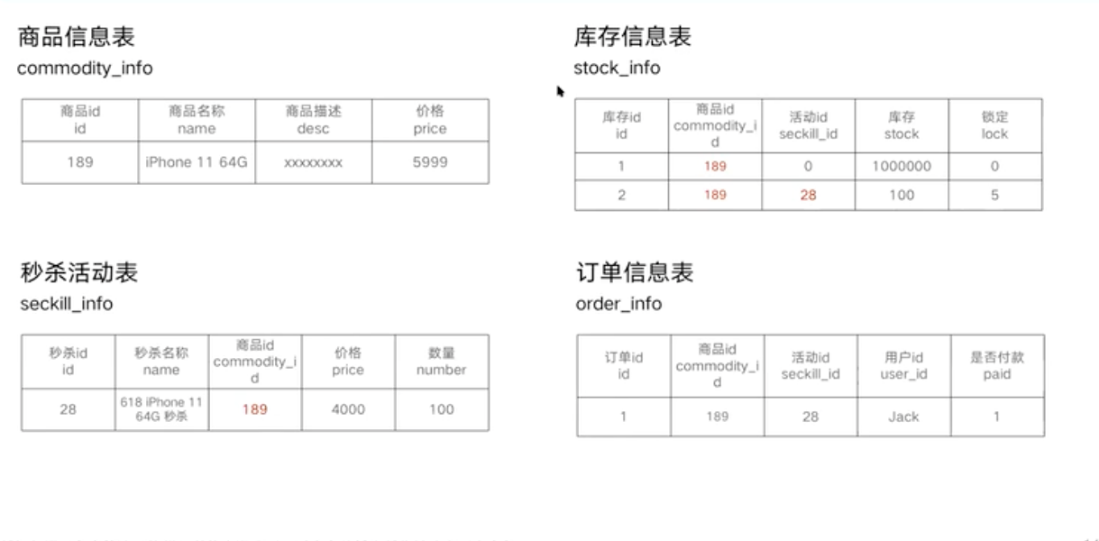 商品信息表
commodity_info
商品id
id
商品名称
name
商品描述
desc
价格
price
189
iPhone 11 64G
xxxxxxxx
5999
库存信息表
stock_info
库存id
id
商品id
commodity_i
d
活动id
seckill_id
库存
stock
锁定
lock
1
189
0
1000000
0
2
189
28
100
5
秒杀活动表
seckill_info
秒杀id
id
秒杀名称
name
商品id
commodity_i
d
价格
price
数量
number
28
618 iPhone 11
64G 秒杀
189
4000
100
订单信息表
order_info
订单id
id
商品id
commodity_i
d
活动id
seckill_id
用户id
user_id
是否付款
paid
1
189
28
Jack
1